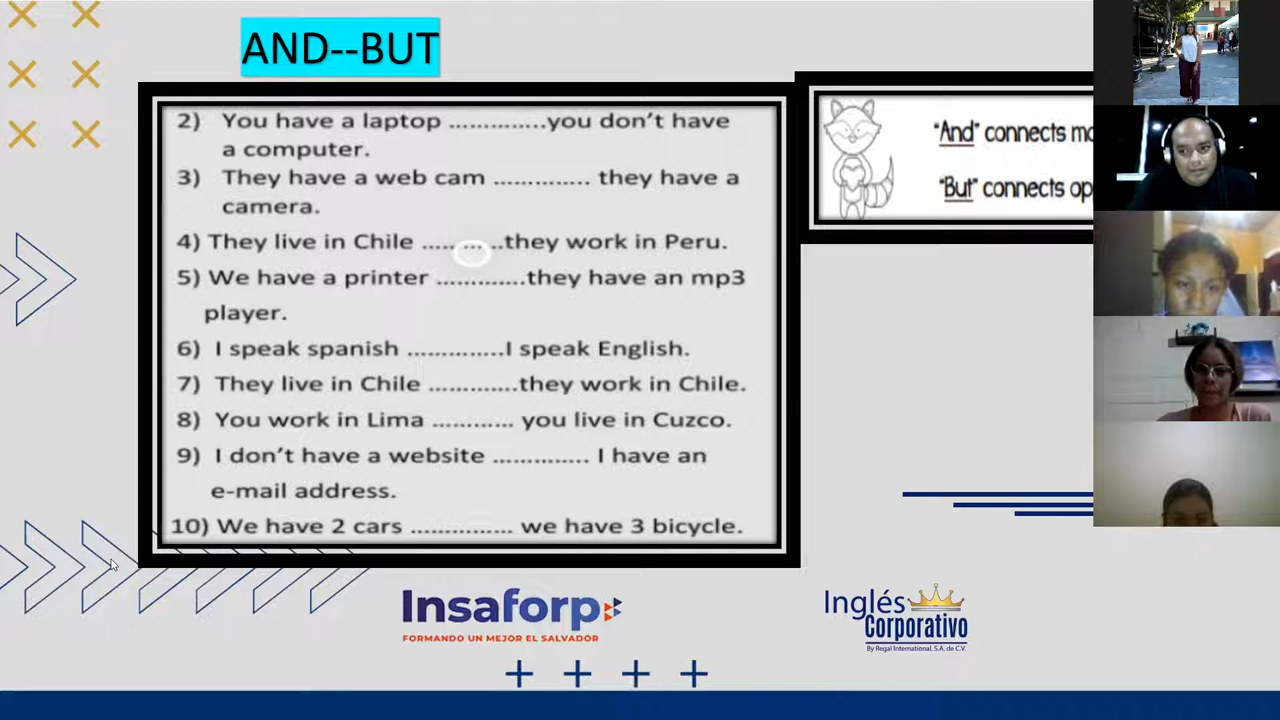 AND--BUT
2) You have a laptop ..............you don't have
a computer.
3) They have a web cam .............. they have a
camera.
4) They live in Chile ..... ... ..they work in Peru.
5) We have a printer .............they have an mp3
player.
6) I speak spanish ..............I speak English.
7) They live in Chile .............they work in Chile.
8) You work in Lima ............ you live in Cuzco.
9) I don't have a website .............. I have an
e-mail address.
10) We have 2 cars .............. we have 3 bicycle.
"And" connects
"But" connects
Insaforp
FORMANDO UN MEJOR EL SALVADOR
Inglés
Corporativo
By Regal International, S.A. de C.V.